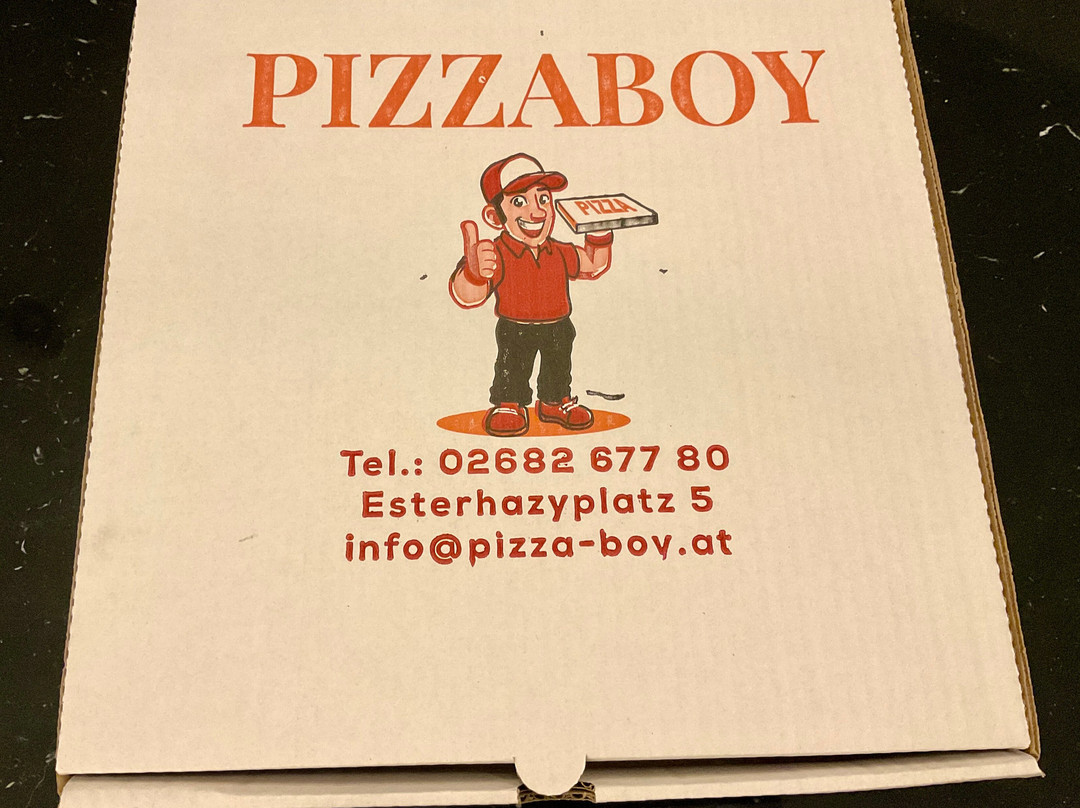 PIZZABOY
PIZZA
Tel.: 02682 677 80
Esterhazyplatz 5
info@pizza-boy.at